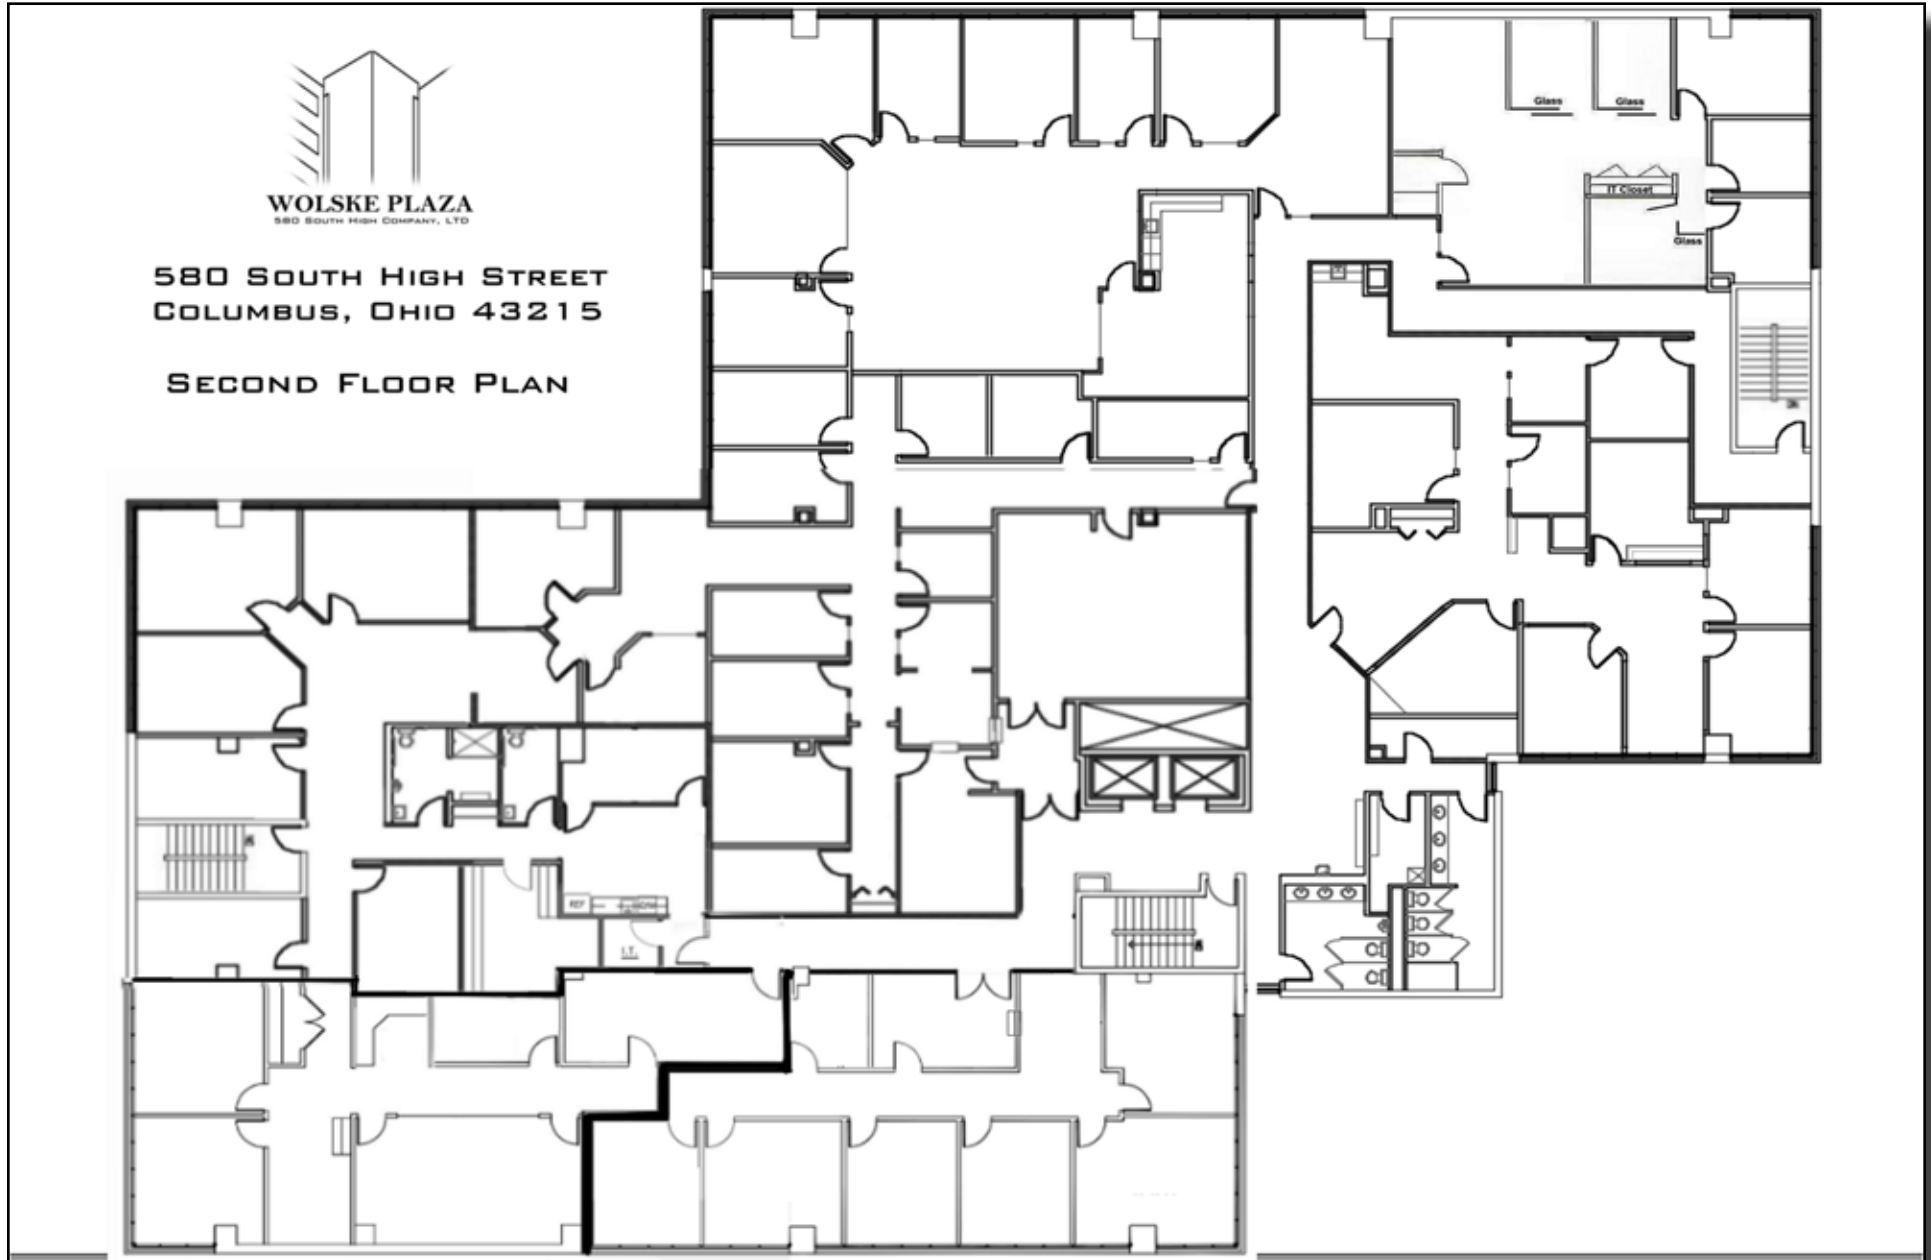 WOLSKE PLAZA
580 SOUTH HIGH COMPANY, LTD
580 SOUTH HIGH STREET
COLUMBUS, OHIO 43215
SECOND FLOOR PLAN
Glass
Glass
IT Closet
Glass
REF
I.T.